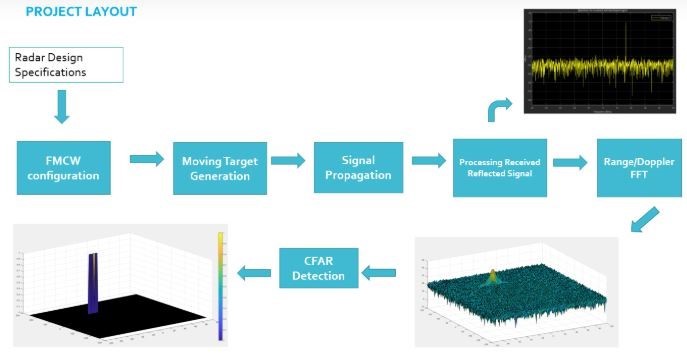 PROJECT LAYOUT
Radar Design
Specifications
FMCW
configuration
Moving Target
Generation
Signal
Propagation
Processing Received
Reflected Signal
Range/Doppler
FFT
CFAR
Detection